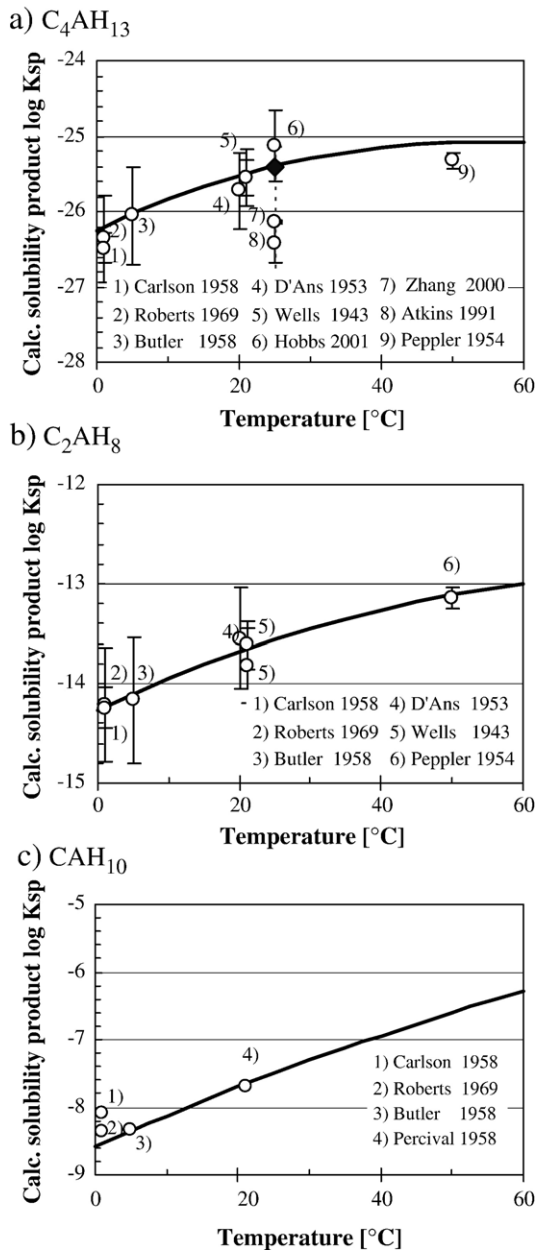 a) C₄AH₁₃
-24
-25
-26
-27
-28
Calc. solubility product log Ksp
5)
6)
4)
2)
3)
1)
7)
8)
9)
1) Carlson 1958 4) D'Ans 1953 7) Zhang 2000
2) Roberts 1969 5) Wells 1943 8) Atkins 1991
3) Butler 1958 6) Hobbs 2001 9) Peppler 1954
0 20 40 60
Temperature [°C]
b) C₂AH₈
-12
-13
-14
-15
Calc. solubility product log Ksp
6)
4) 5)
5)
2) 3)
1)
1) Carlson 1958 4) D'Ans 1953
2) Roberts 1969 5) Wells 1943
3) Butler 1958 6) Peppler 1954
0 20 40 60
Temperature [°C]
c) CAH₁₀
-5
-6
-7
-8
-9
Calc. solubility product log Ksp
4)
1)
2)
3)
1) Carlson 1958
2) Roberts 1969
3) Butler 1958
4) Percival 1958
0 20 40 60
Temperature [°C]